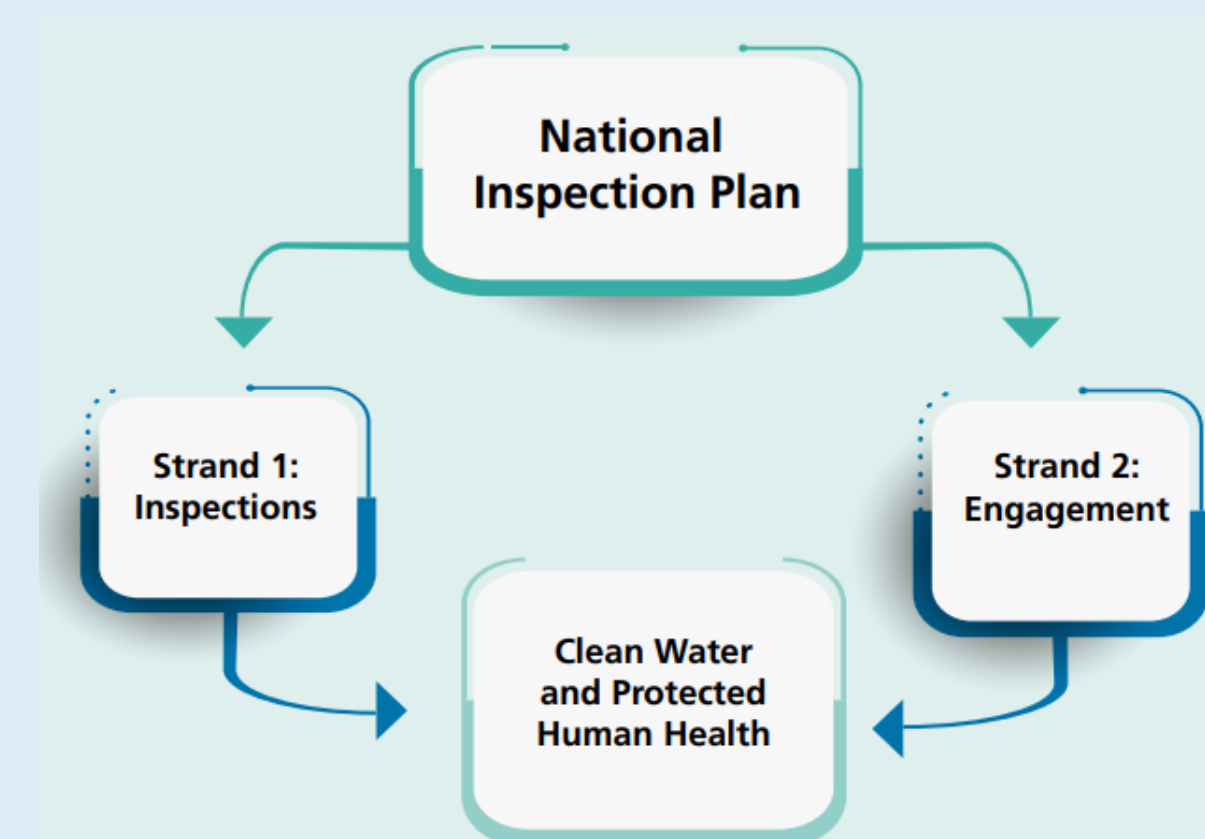 National
Inspection Plan
Strand 1:
Inspections
Strand 2:
Engagement
Clean Water
and Protected
Human Health